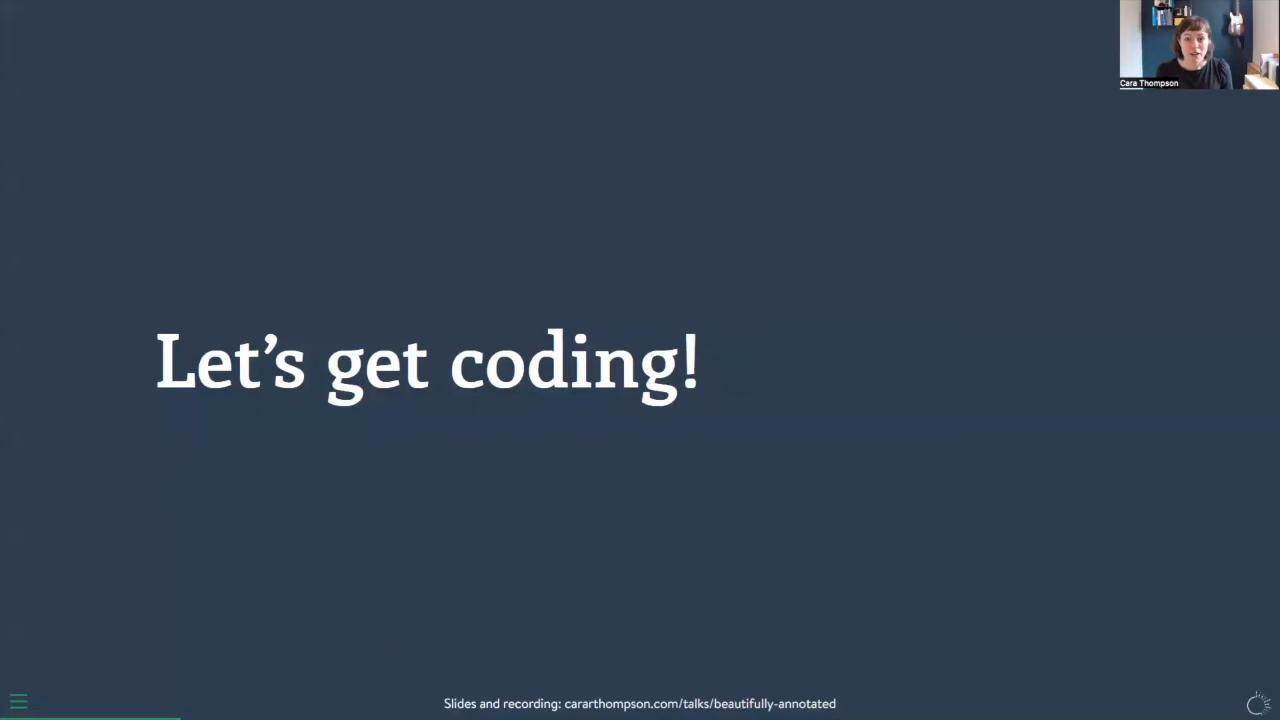 Cara Thompson
Let’s get coding!
Slides and recording: cararthompson.com/talks/beautifully-annotated